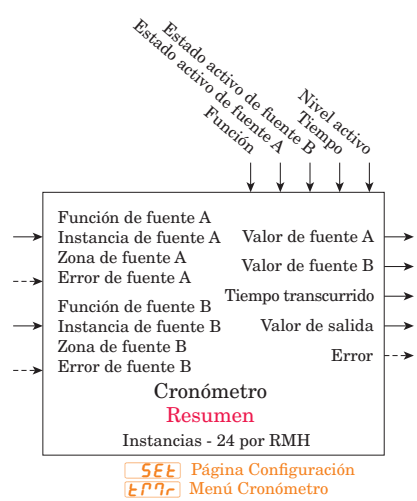 Estado activo de fuente B
Estado activo de fuente A
Función
Nivel activo
Tiempo
Función de fuente A
Instancia de fuente A
Zona de fuente A
Error de fuente A
Función de fuente B
Instancia de fuente B
Zona de fuente B
Error de fuente B
Valor de fuente A
Valor de fuente B
Tiempo transcurrido
Valor de salida
Error
Cronómetro
Resumen
Instancias - 24 por RMH
SEt Página Configuración
tMr Menú Cronómetro